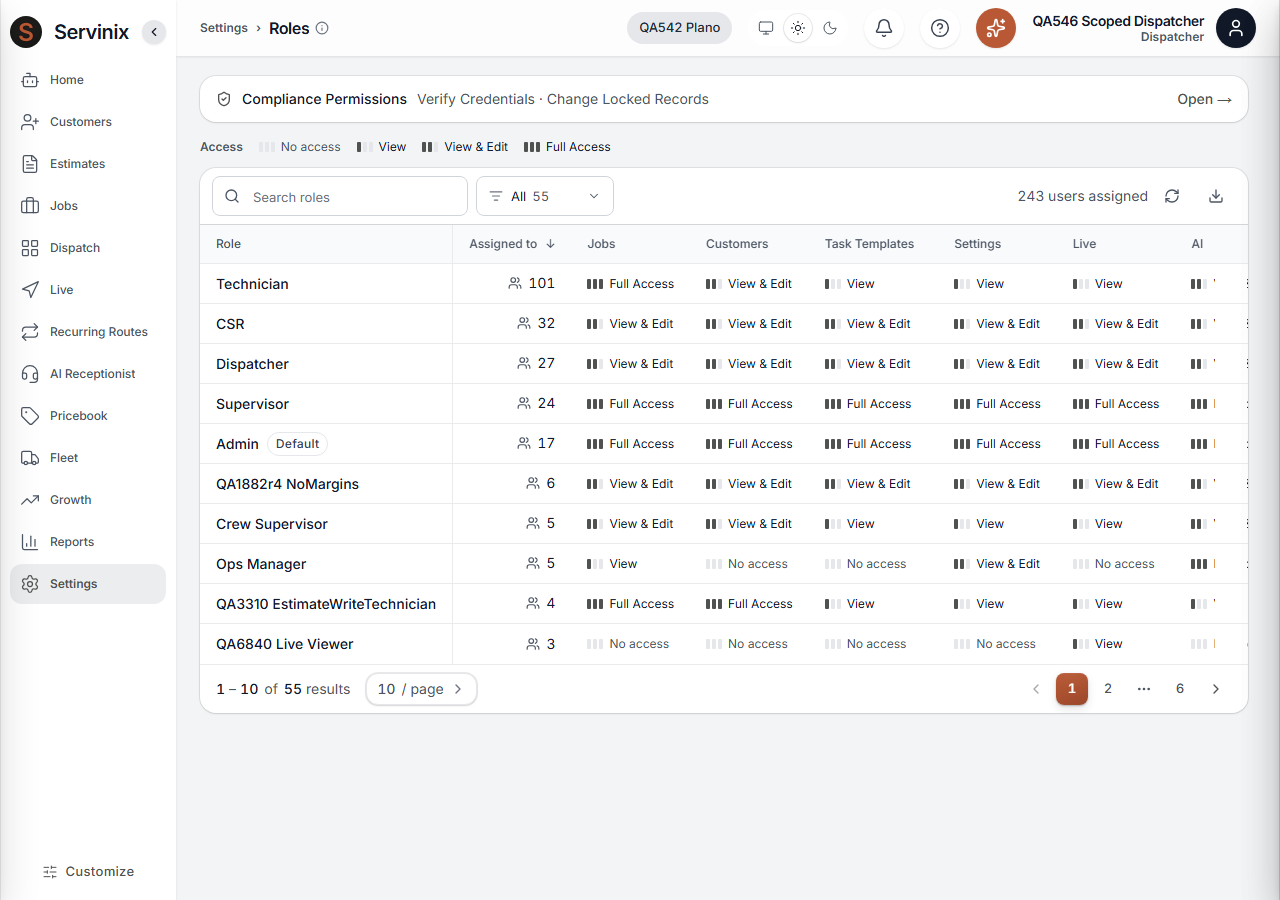 Servinix
Settings › Roles
QA542 Plano
QA546 Scoped Dispatcher
Dispatcher
Home
Customers
Estimates
Jobs
Dispatch
Live
Recurring Routes
AI Receptionist
Pricebook
Fleet
Growth
Reports
Settings
Customize
Compliance Permissions Verify Credentials · Change Locked Records Open →
Access No access View View & Edit Full Access
Search roles All 55 243 users assigned
Role Assigned to ↓ Jobs Customers Task Templates Settings Live AI
Technician 101 Full Access View & Edit View View View
CSR 32 View & Edit View & Edit View & Edit View & Edit View & Edit
Dispatcher 27 View & Edit View & Edit View & Edit View & Edit View & Edit
Supervisor 24 Full Access Full Access Full Access Full Access Full Access
Admin Default 17 Full Access Full Access Full Access Full Access Full Access
QA1882r4 NoMargins 6 View & Edit View & Edit View & Edit View & Edit View & Edit
Crew Supervisor 5 View & Edit View & Edit View View View
Ops Manager 5 View No access No access View & Edit No access
QA3310 EstimateWriteTechnician 4 Full Access Full Access View View View
QA6840 Live Viewer 3 No access No access No access No access View
1 – 10 of 55 results 10 / page 1 2 ··· 6